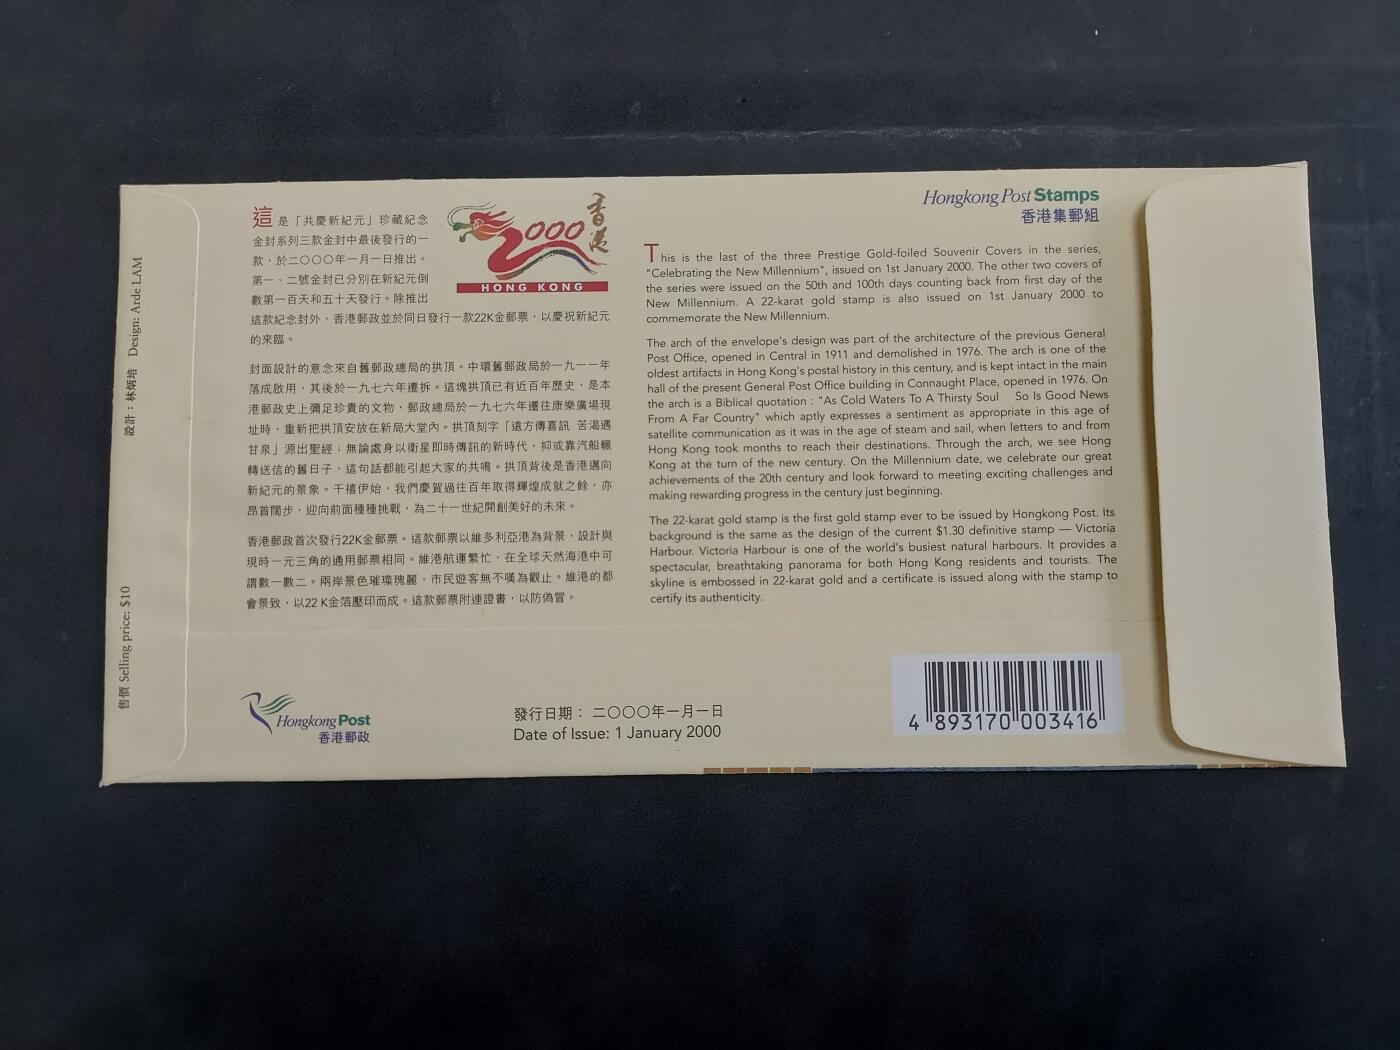 設計：林炳培 Design: Arde LAM
售價 Selling price: $10
這是「共慶新紀元」珍藏紀念
金封系列三款金封中最後發行的一
款，於二〇〇〇年一月一日推出。
第一、二號金封已分別在新紀元倒
數第一百天和五十天發行。除推出
這款紀念封外，香港郵政並於同日發行一款22K金郵票，以慶祝新紀元
的來臨。
2000
香港
HONG KONG
封面設計的意念來自舊郵政總局的拱頂。中環舊郵政局於一九一一年
落成啟用，其後於一九七六年遷拆。這塊拱頂已有近百年歷史，是本
港郵政史上彌足珍貴的文物，郵政總局於一九七六年遷往康樂廣場現
址時，重新把拱頂安放在新局大堂內。拱頂刻字「遠方傳喜訊 苦渴遇
甘泉」源出聖經；無論處身以衛星即時傳訊的新時代，抑或靠汽船輾
轉送信的舊日子，這句話都能引起大家的共鳴。拱頂背後是香港邁向
新紀元的景象。千禧伊始，我們慶賀過往百年取得輝煌成就之餘，亦
昂首闊步，迎向前面種種挑戰，為二十一世紀開創美好的未來。
香港郵政首次發行22K金郵票。這款郵票以維多利亞港為背景，設計與
現時一元三角的通用郵票相同。維港航運繁忙，在全球天然海港中可
謂數一數二。兩岸景色璀璨瑰麗，市民遊客無不嘆為觀止。維港的都
會景致，以22 K金箔壓印而成。這款郵票附連證書，以防偽冒。
Hongkong Post Stamps
香港集郵組
This is the last of the three Prestige Gold-foiled Souvenir Covers in the series,
"Celebrating the New Millennium", issued on 1st January 2000. The other two covers of
the series were issued on the 50th and 100th days counting back from first day of the
New Millennium. A 22-karat gold stamp is also issued on 1st January 2000 to
commemorate the New Millennium.
The arch of the envelope's design was part of the architecture of the previous General
Post Office, opened in Central in 1911 and demolished in 1976. The arch is one of the
oldest artifacts in Hong Kong's postal history in this century, and is kept intact in the main
hall of the present General Post Office building in Connaught Place, opened in 1976. On
the arch is a Biblical quotation : "As Cold Waters To A Thirsty Soul So Is Good News
From A Far Country" which aptly expresses a sentiment as appropriate in this age of
satellite communication as it was in the age of steam and sail, when letters to and from
Hong Kong took months to reach their destinations. Through the arch, we see Hong
Kong at the turn of the new century. On the Millennium date, we celebrate our great
achievements of the 20th century and look forward to meeting exciting challenges and
making rewarding progress in the century just beginning.
The 22-karat gold stamp is the first gold stamp ever to be issued by Hongkong Post. Its
background is the same as the design of the current $1.30 definitive stamp — Victoria
Harbour. Victoria Harbour is one of the world's busiest natural harbours. It provides a
spectacular, breathtaking panorama for both Hong Kong residents and tourists. The
skyline is embossed in 22-karat gold and a certificate is issued along with the stamp to
certify its authenticity.
Hongkong Post
香港郵政
發行日期： 二〇〇〇年一月一日
Date of Issue: 1 January 2000
4 893170 003416